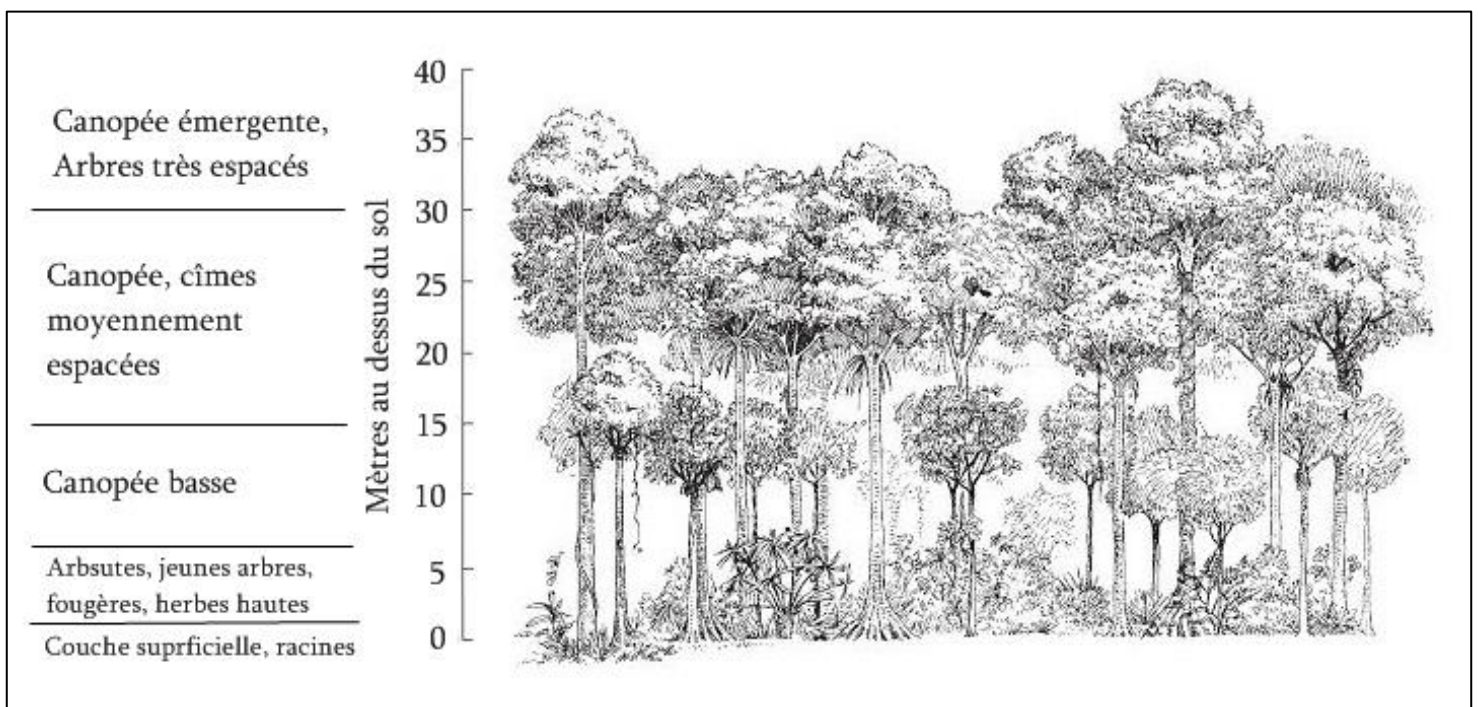 Canopée émergente,
Arbres très espacés
Canopée, cîmes
moyennement
espacées
Canopée basse
Arbsutes, jeunes arbres,
fougères, herbes hautes
Couche suprficielle, racines
Mètres au dessus du sol
40
35
30
25
20
15
10
5
0